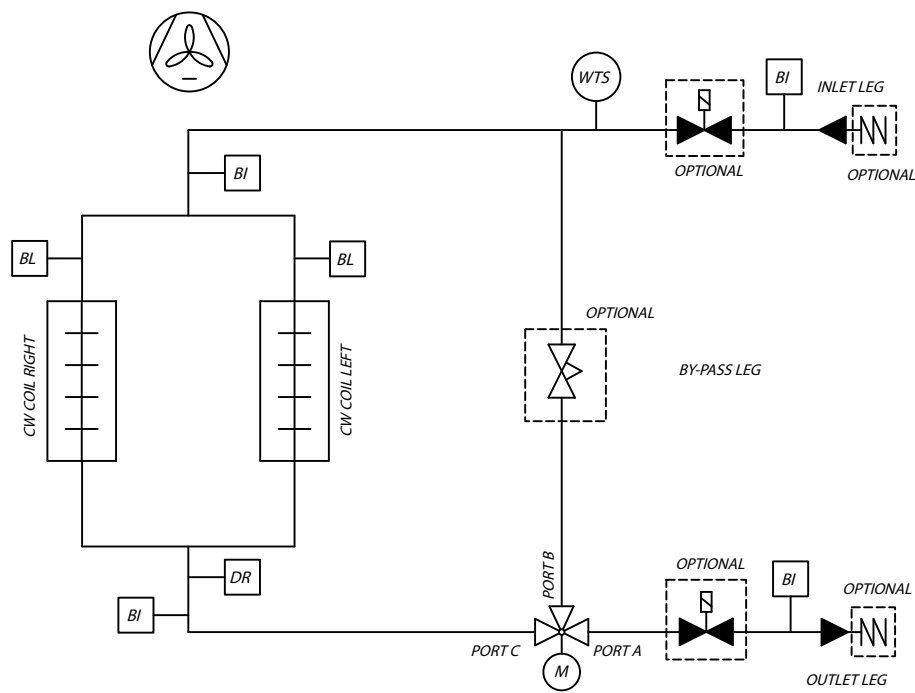 WTS
BI
INLET LEG
OPTIONAL
OPTIONAL
BI
BL
BL
OPTIONAL
CW COIL RIGHT
CW COIL LEFT
BY-PASS LEG
PORT B
OPTIONAL
DR
BI
BI
OPTIONAL
PORT C
PORT A
M
OUTLET LEG